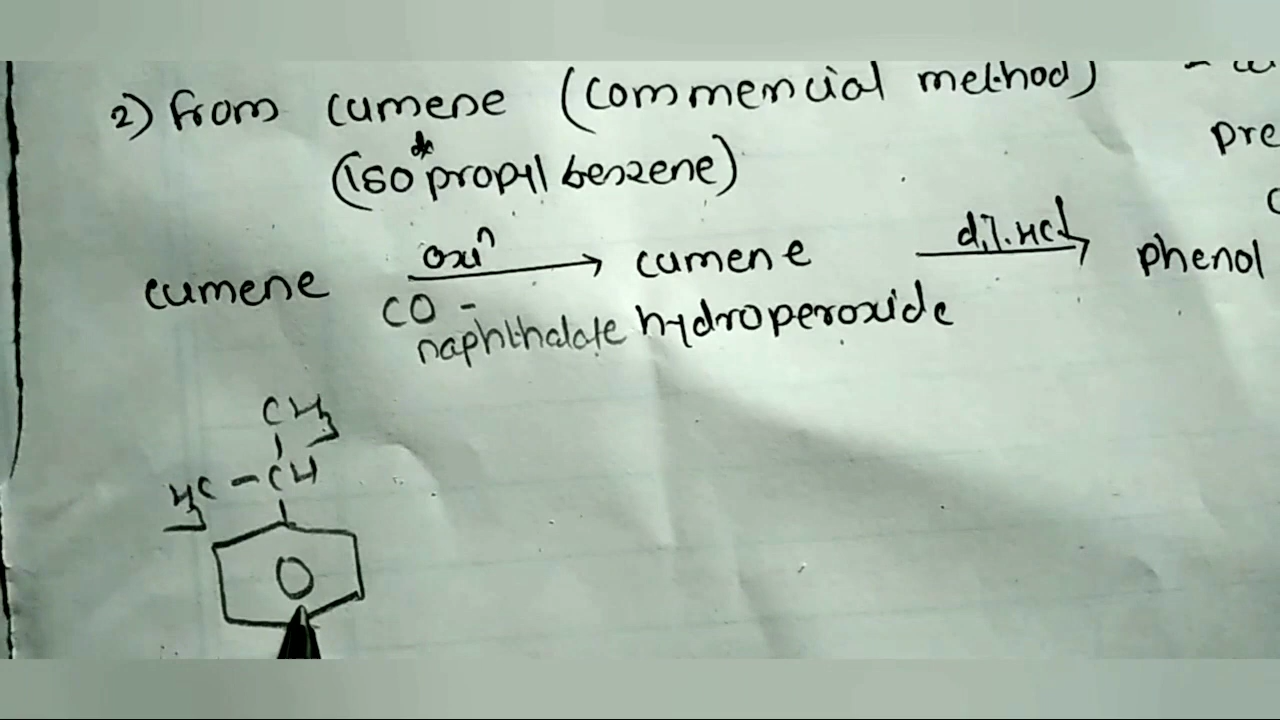 2) from cumene (commercial method)
(iso propyl benzene)
cumene oxiⁿ cumene dil.HCl phenol
CO - naphthalate hydroperoxide
pre
CH₃
H₃C - CH